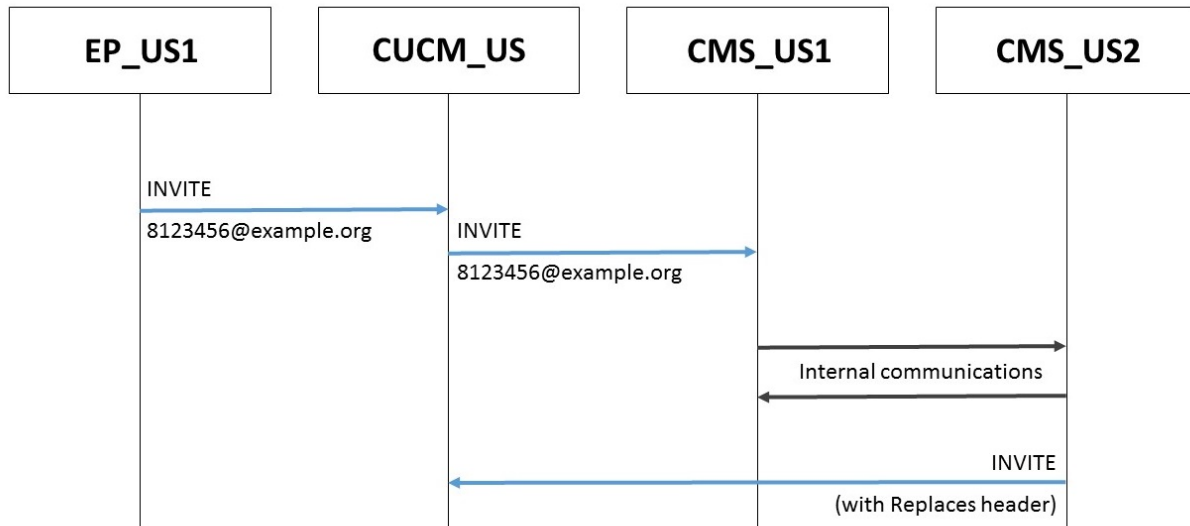 EP_US1
CUCM_US
CMS_US1
CMS_US2
INVITE
8123456@example.org
INVITE
8123456@example.org
Internal communications
INVITE
(with Replaces header)